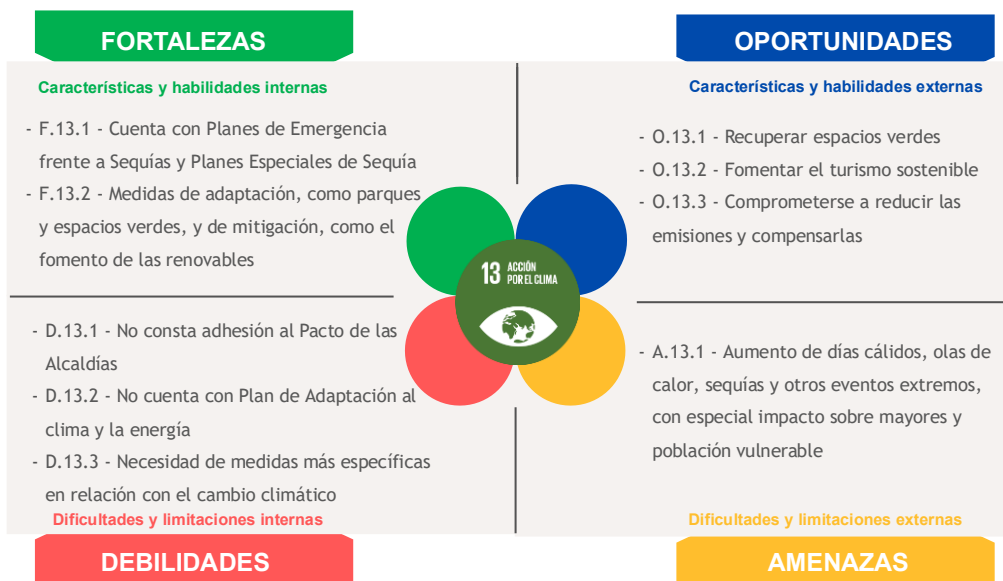 FORTALEZAS
Características y habilidades internas
- F.13.1 - Cuenta con Planes de Emergencia
frente a Sequías y Planes Especiales de Sequía
- F.13.2 - Medidas de adaptación, como parques
y espacios verdes, y de mitigación, como el
fomento de las renovables
OPORTUNIDADES
Características y habilidades externas
- O.13.1 - Recuperar espacios verdes
- O.13.2 - Fomentar el turismo sostenible
- O.13.3 - Comprometerse a reducir las
emisiones y compensarlas
13 ACCIÓN
POR EL CLIMA
- D.13.1 - No consta adhesión al Pacto de las
Alcaldías
- D.13.2 - No cuenta con Plan de Adaptación al
clima y la energía
- D.13.3 - Necesidad de medidas más específicas
en relación con el cambio climático
Dificultades y limitaciones internas
DEBILIDADES
- A.13.1 - Aumento de días cálidos, olas de
calor, sequías y otros eventos extremos,
con especial impacto sobre mayores y
población vulnerable
Dificultades y limitaciones externas
AMENAZAS